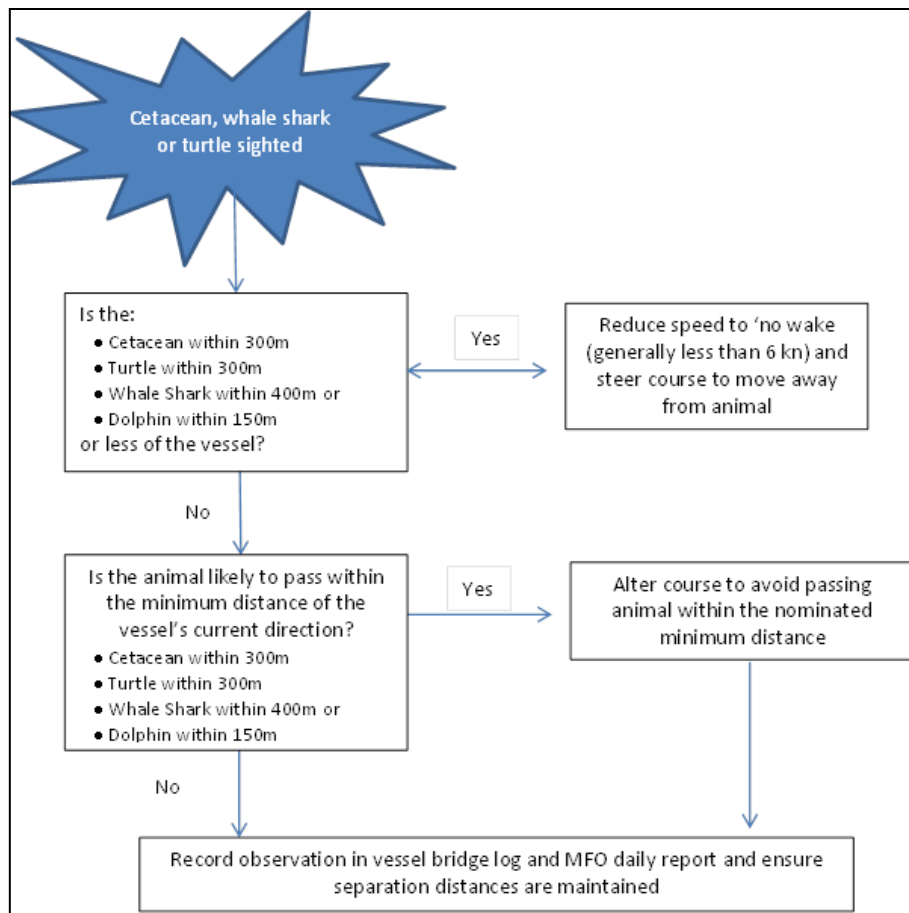 Cetacean, whale shark
or turtle sighted
Is the:
● Cetacean within 300m
● Turtle within 300m
● Whale Shark within 400m or
● Dolphin within 150m
or less of the vessel?
Yes
Reduce speed to ‘no wake
(generally less than 6 kn) and
steer course to move away
from animal
No
Is the animal likely to pass within
the minimum distance of the
vessel’s current direction?
● Cetacean within 300m
● Turtle within 300m
● Whale Shark within 400m or
● Dolphin within 150m
Yes
Alter course to avoid passing
animal within the nominated
minimum distance
No
Record observation in vessel bridge log and MFO daily report and ensure
separation distances are maintained